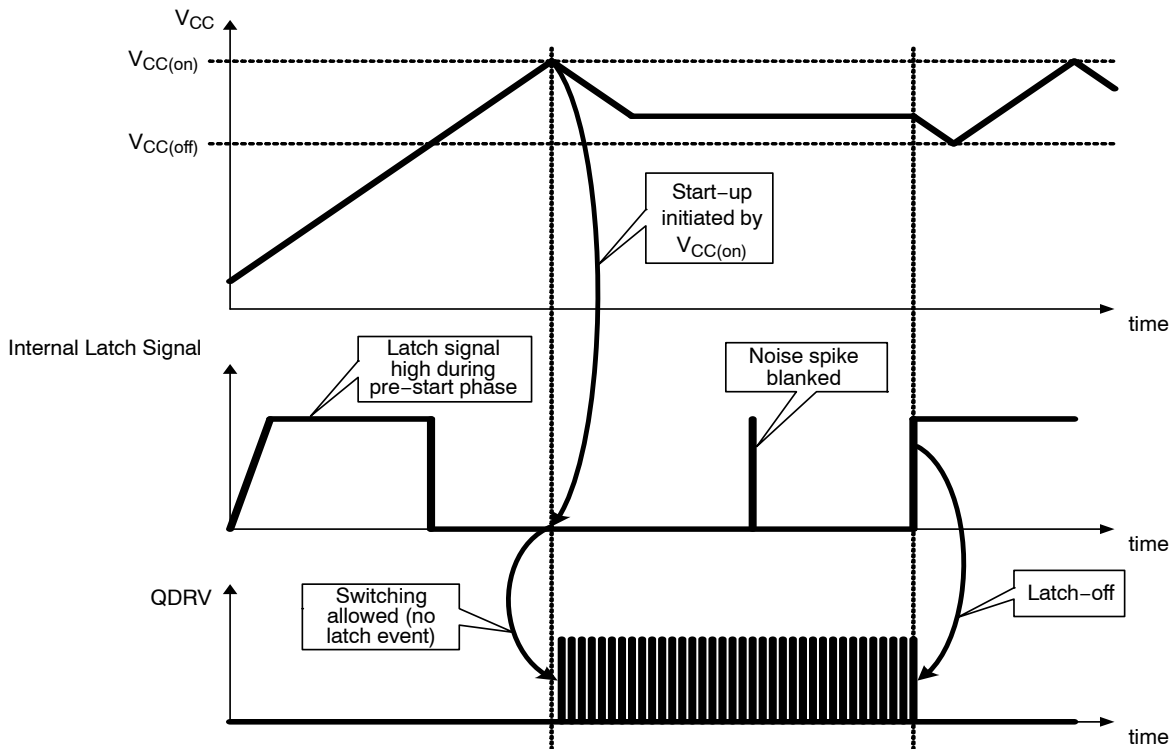 VCC
VCC(on)
VCC(off)
Start−up
initiated by
VCC(on)
time
Internal Latch Signal
Latch signal
high during
pre−start phase
Noise spike
blanked
time
QDRV
Switching
allowed (no
latch event)
Latch−off
time